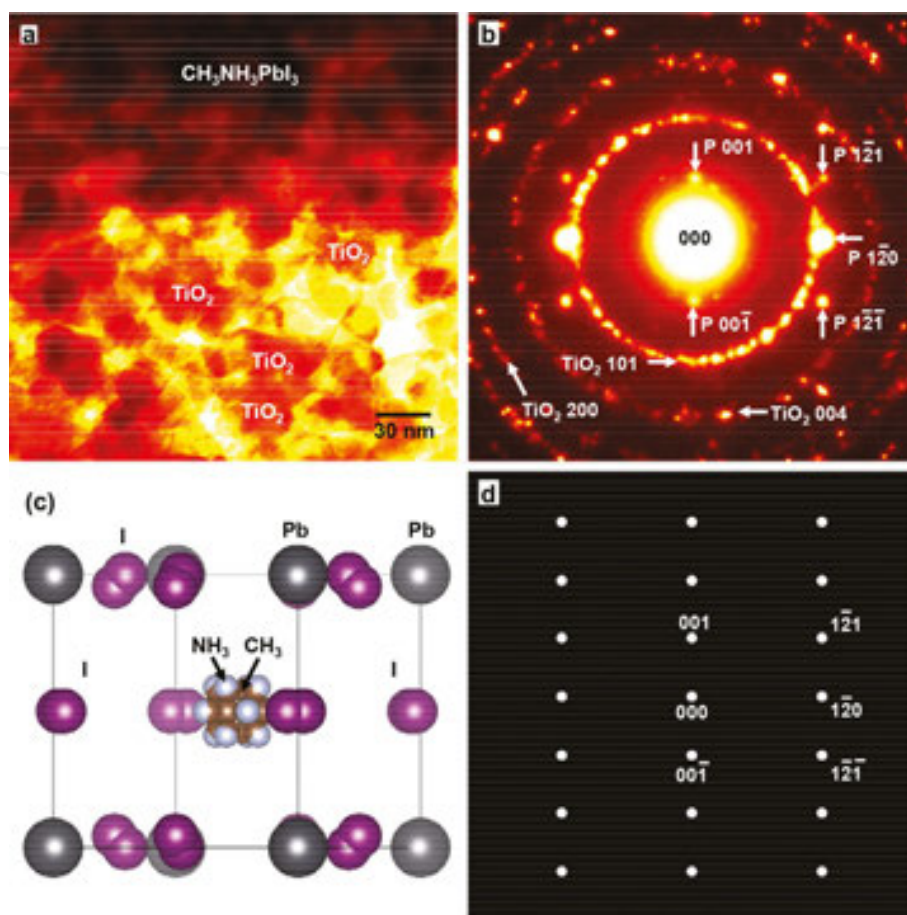 a
CH₃NH₃PbI₃
TiO₂
TiO₂
TiO₂
TiO₂
30 nm
b
P 001
P 12̄1
000
P 12̄0
P 001̄
P 12̄1̄
TiO₂ 101
TiO₂ 200
TiO₂ 004
(c)
I
Pb
Pb
NH₃
CH₃
I
I
d
001
12̄1
000
12̄0
001̄
12̄1̄